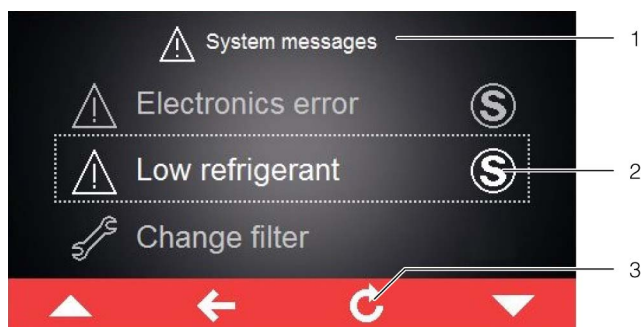 System messages
1
Electronics error
S
Low refrigerant
S
2
Change filter
3